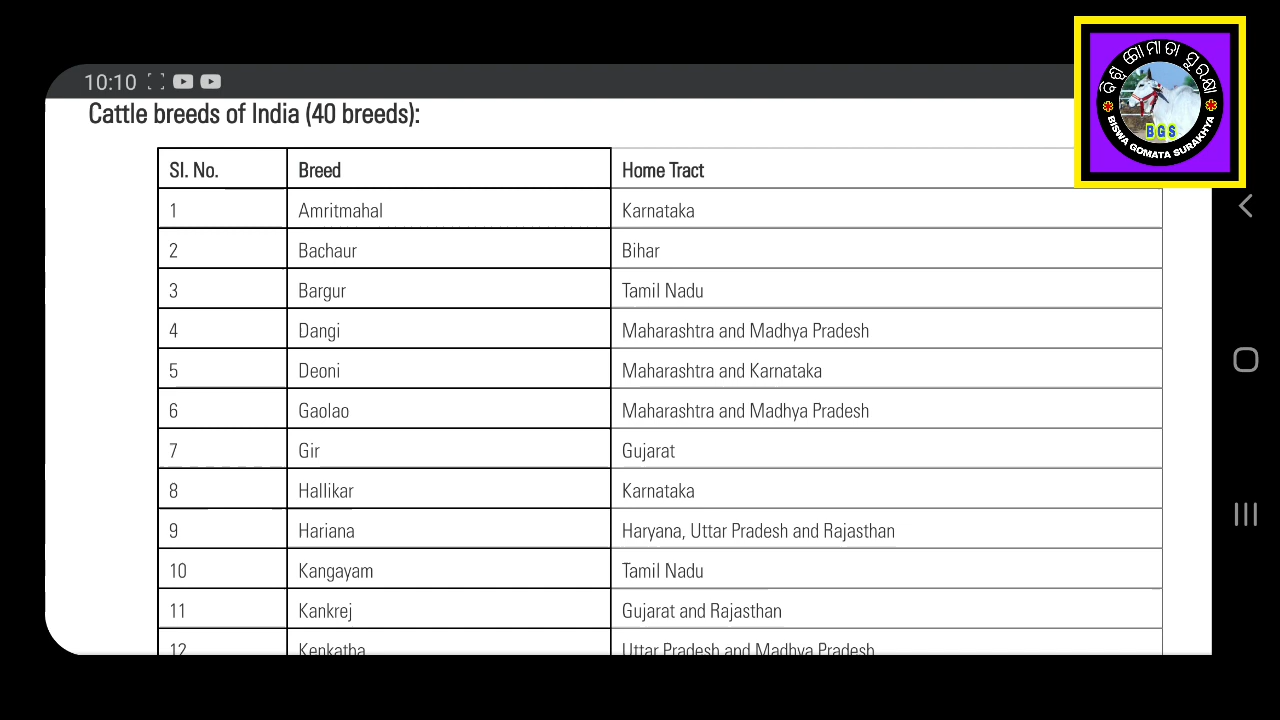 10:10
Cattle breeds of India (40 breeds):
Sl. No. Breed Home Tract
1 Amritmahal Karnataka
2 Bachaur Bihar
3 Bargur Tamil Nadu
4 Dangi Maharashtra and Madhya Pradesh
5 Deoni Maharashtra and Karnataka
6 Gaolao Maharashtra and Madhya Pradesh
7 Gir Gujarat
8 Hallikar Karnataka
9 Hariana Haryana, Uttar Pradesh and Rajasthan
10 Kangayam Tamil Nadu
11 Kankrej Gujarat and Rajasthan
12 Kenkatha Uttar Pradesh and Madhya Pradesh
ବିଶ୍ୱ ଗୋମାତା ସୁରକ୍ଷା
BGS
BISWA GOMATA SURAKHYA